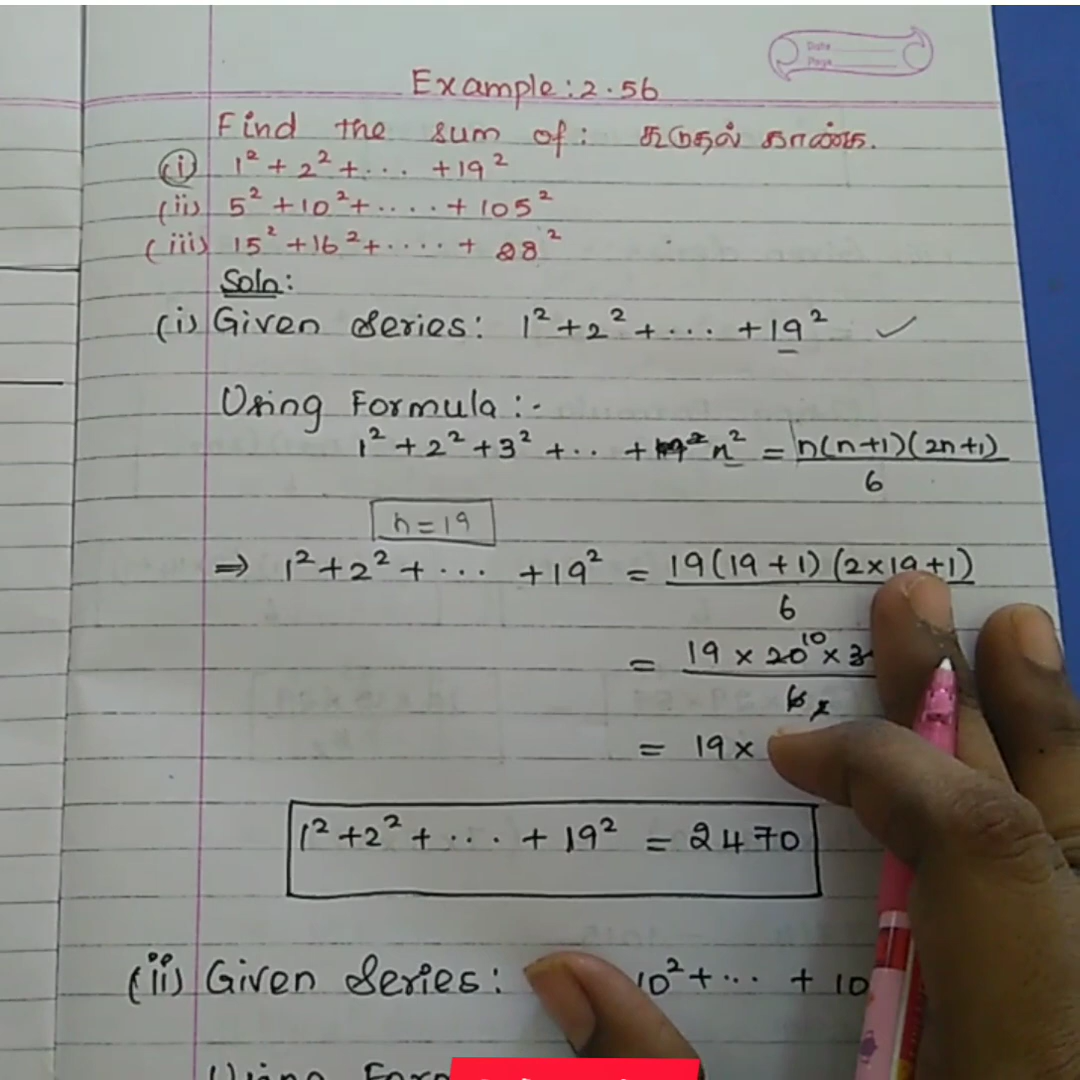 Date
Page
Example: 2.56
Find the sum of: கூடுதல் காண்க.
(i) 1² + 2² + ... + 19²
(ii) 5² + 10² + .... + 105²
(iii) 15² + 16² + .... + 28²
Soln:
(i) Given Series: 1² + 2² + ... + 19² ✓
Using Formula :-
1² + 2² + 3² + ... + n² = n(n+1)(2n+1)
6
n = 19
⇒ 1² + 2² + ... + 19² = 19(19+1)(2×19+1)
6
= 19 × 20 10 × 3
6 2
= 19 ×
1² + 2² + ... + 19² = 2470
(ii) Given Series: 10² + ... + 10
Using